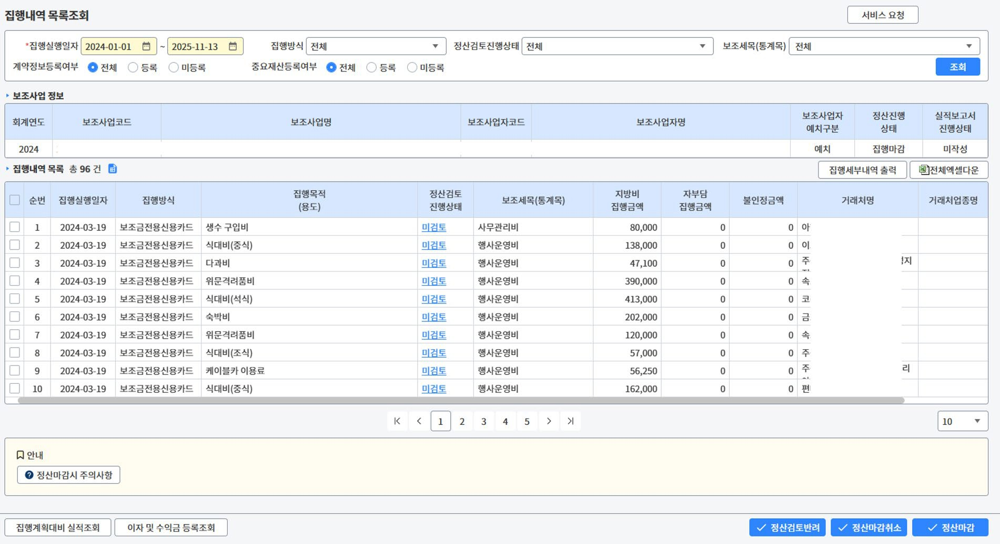 집행내역 목록조회
서비스 요청
*집행실행일자 2024-01-01 ~ 2025-11-13 집행방식 전체 정산검토진행상태 전체 보조세목(통계목) 전체
계약정보등록여부 전체 등록 미등록 중요재산등록여부 전체 등록 미등록 조회
보조사업 정보
회계연도 보조사업코드 보조사업명 보조사업자코드 보조사업자명 보조사업자 예치구분 정산진행 상태 실적보고서 진행상태
2024 예치 집행마감 미작성
집행내역 목록 총 96 건 집행세부내역 출력 전체엑셀다운
순번 집행실행일자 집행방식 집행목적 (용도) 정산검토 진행상태 보조세목(통계목) 지방비 집행금액 자부담 집행금액 불인정금액 거래처명 거래처업종명
1 2024-03-19 보조금전용신용카드 생수 구입비 미검토 사무관리비 80,000 0 0 아
2 2024-03-19 보조금전용신용카드 식대비(중식) 미검토 행사운영비 138,000 0 0 이
3 2024-03-19 보조금전용신용카드 다과비 미검토 행사운영비 47,100 0 0 주 지
4 2024-03-19 보조금전용신용카드 위문격려품비 미검토 행사운영비 390,000 0 0 속
5 2024-03-19 보조금전용신용카드 식대비(석식) 미검토 행사운영비 413,000 0 0 코
6 2024-03-19 보조금전용신용카드 숙박비 미검토 행사운영비 202,000 0 0 금
7 2024-03-19 보조금전용신용카드 위문격려품비 미검토 행사운영비 120,000 0 0 속
8 2024-03-19 보조금전용신용카드 식대비(조식) 미검토 행사운영비 57,000 0 0 주
9 2024-03-19 보조금전용신용카드 케이블카 이용료 미검토 행사운영비 56,250 0 0 주 리
10 2024-03-19 보조금전용신용카드 식대비(중식) 미검토 행사운영비 162,000 0 0 편
1 2 3 4 5 10
안내
정산마감시 주의사항
집행계획대비 실적조회 이자 및 수익금 등록조회 정산검토반려 정산마감취소 정산마감